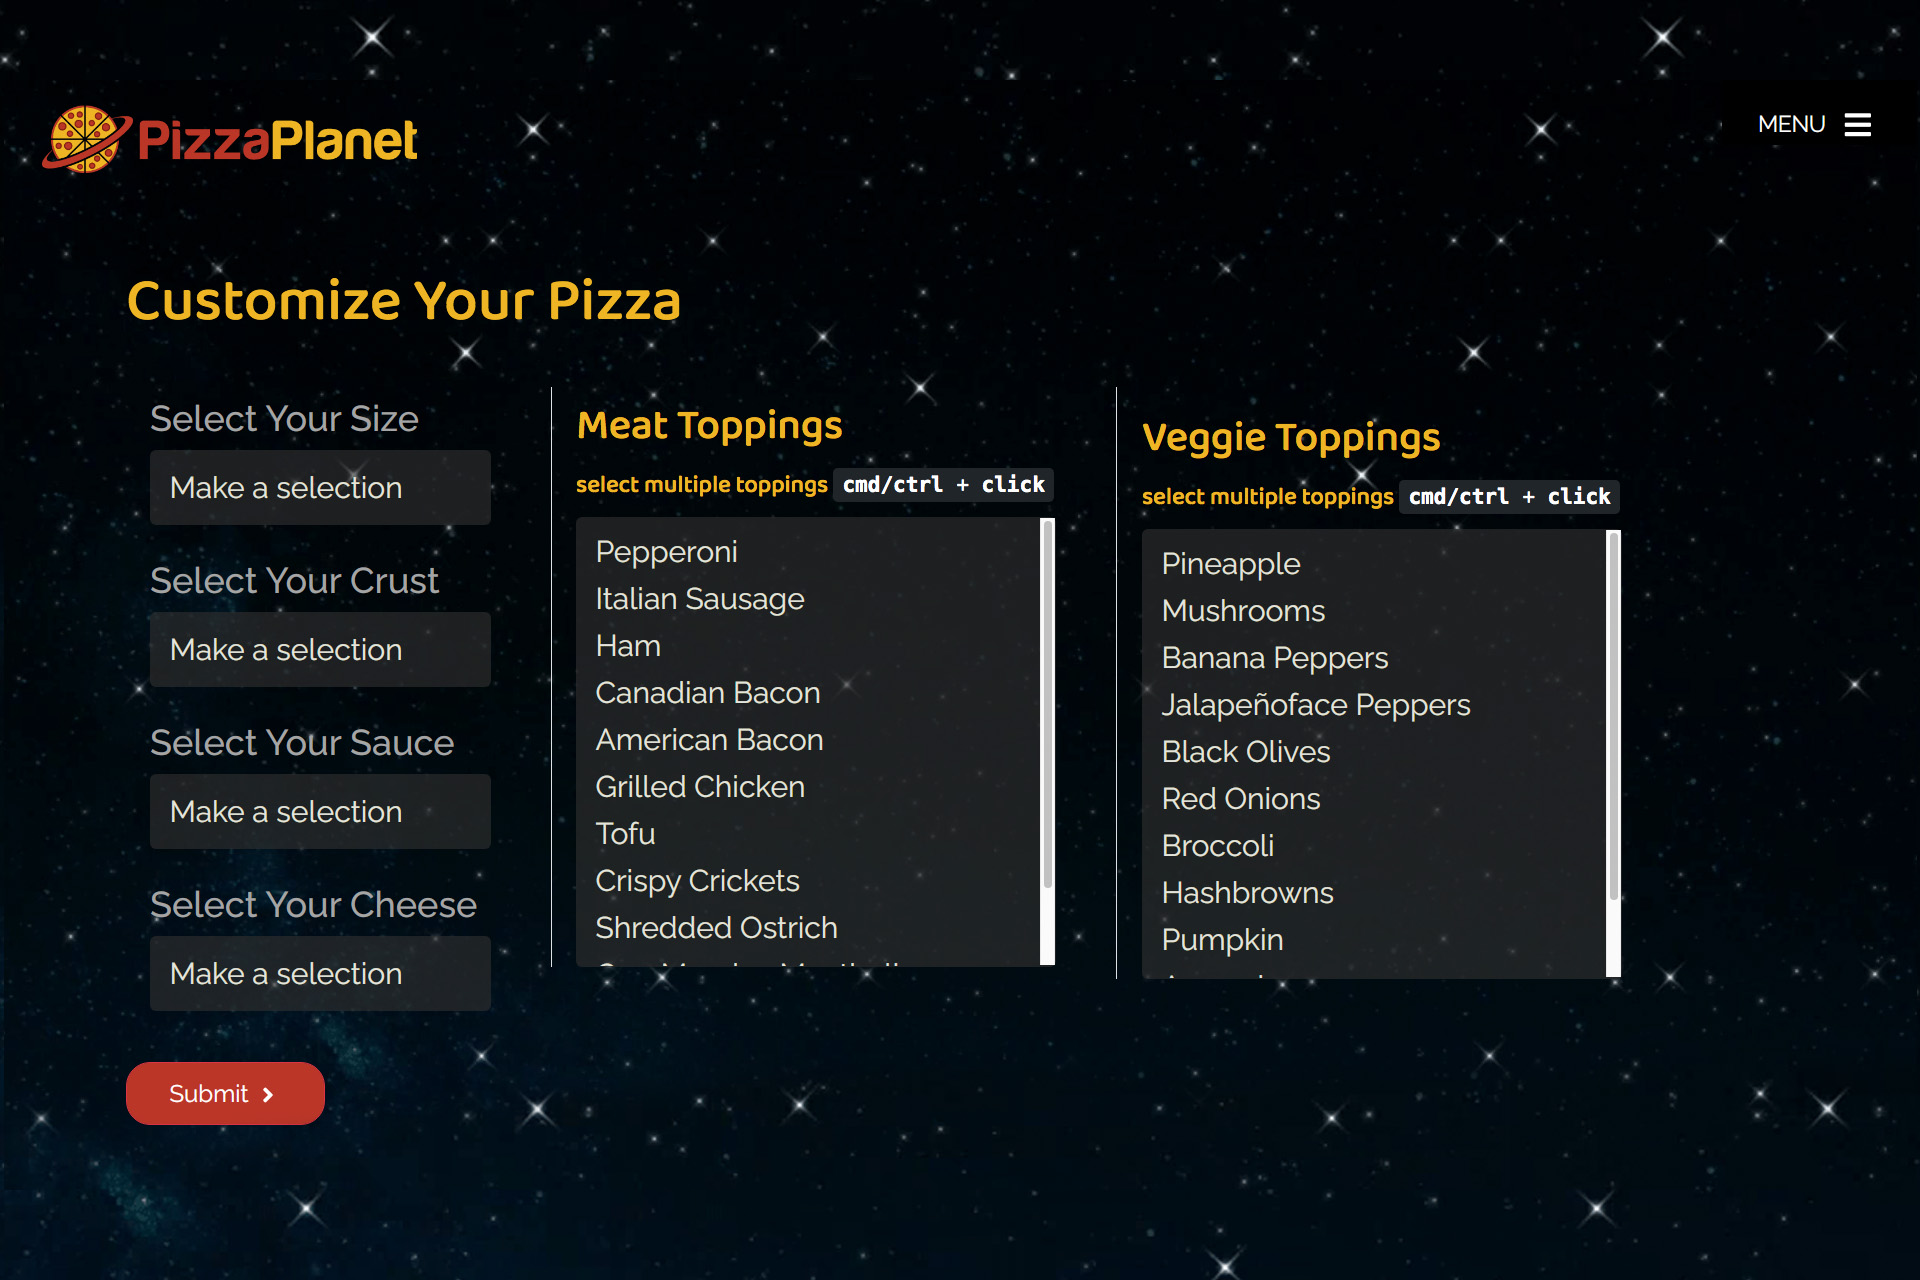 PizzaPlanet
MENU
Customize Your Pizza
Select Your Size
Make a selection
Select Your Crust
Make a selection
Select Your Sauce
Make a selection
Select Your Cheese
Make a selection
Submit
Meat Toppings
select multiple toppings cmd/ctrl + click
Pepperoni
Italian Sausage
Ham
Canadian Bacon
American Bacon
Grilled Chicken
Tofu
Crispy Crickets
Shredded Ostrich
Veggie Toppings
select multiple toppings cmd/ctrl + click
Pineapple
Mushrooms
Banana Peppers
Jalapeñoface Peppers
Black Olives
Red Onions
Broccoli
Hashbrowns
Pumpkin